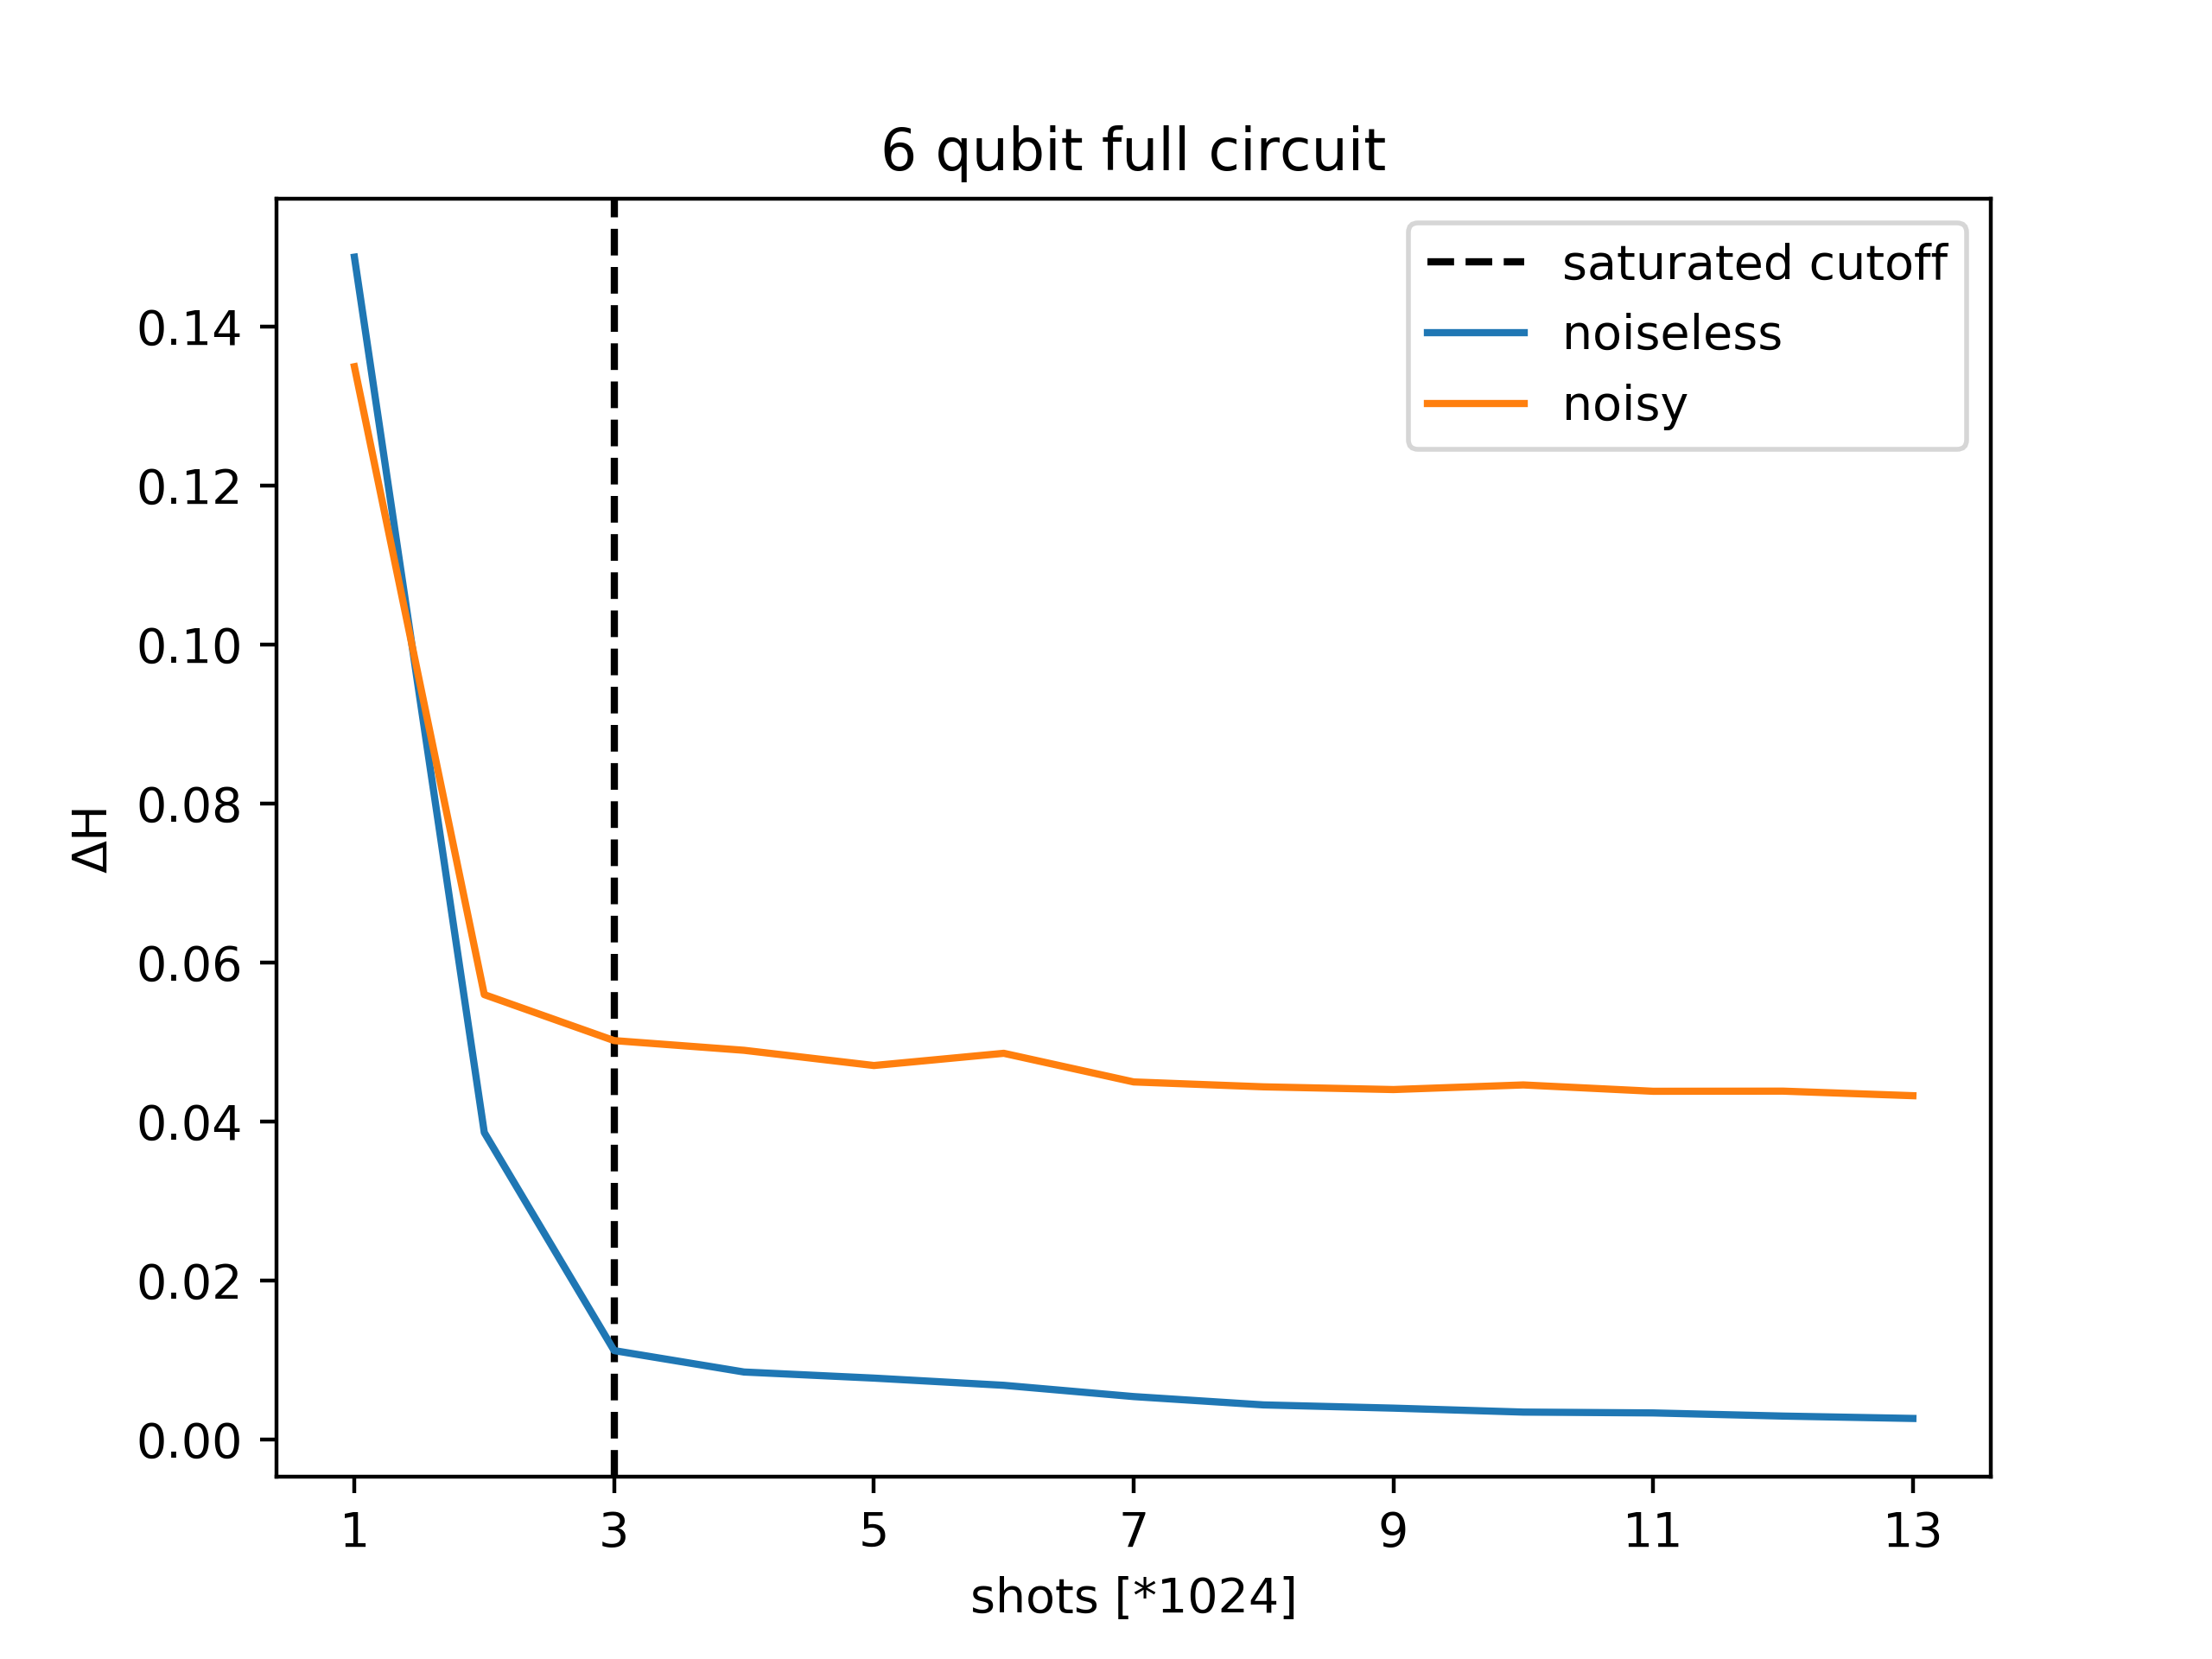 6 qubit full circuit
saturated cutoff
noiseless
noisy
0.14
0.12
0.10
0.08
0.06
0.04
0.02
0.00
ΔH
1 3 5 7 9 11 13
shots [*1024]